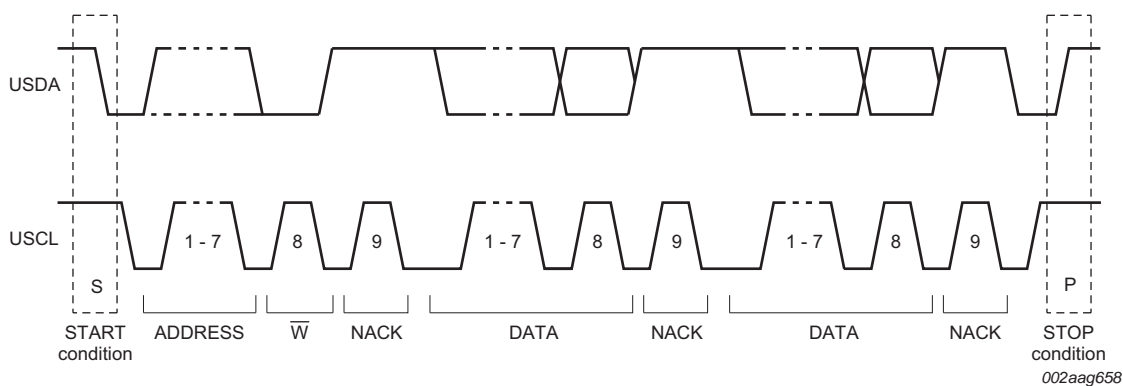 USDA
USCL
1 - 7
8
9
1 - 7
8
9
1 - 7
8
9
S
P
START
condition
ADDRESS
W̅
NACK
DATA
NACK
DATA
NACK
STOP
condition
002aag658